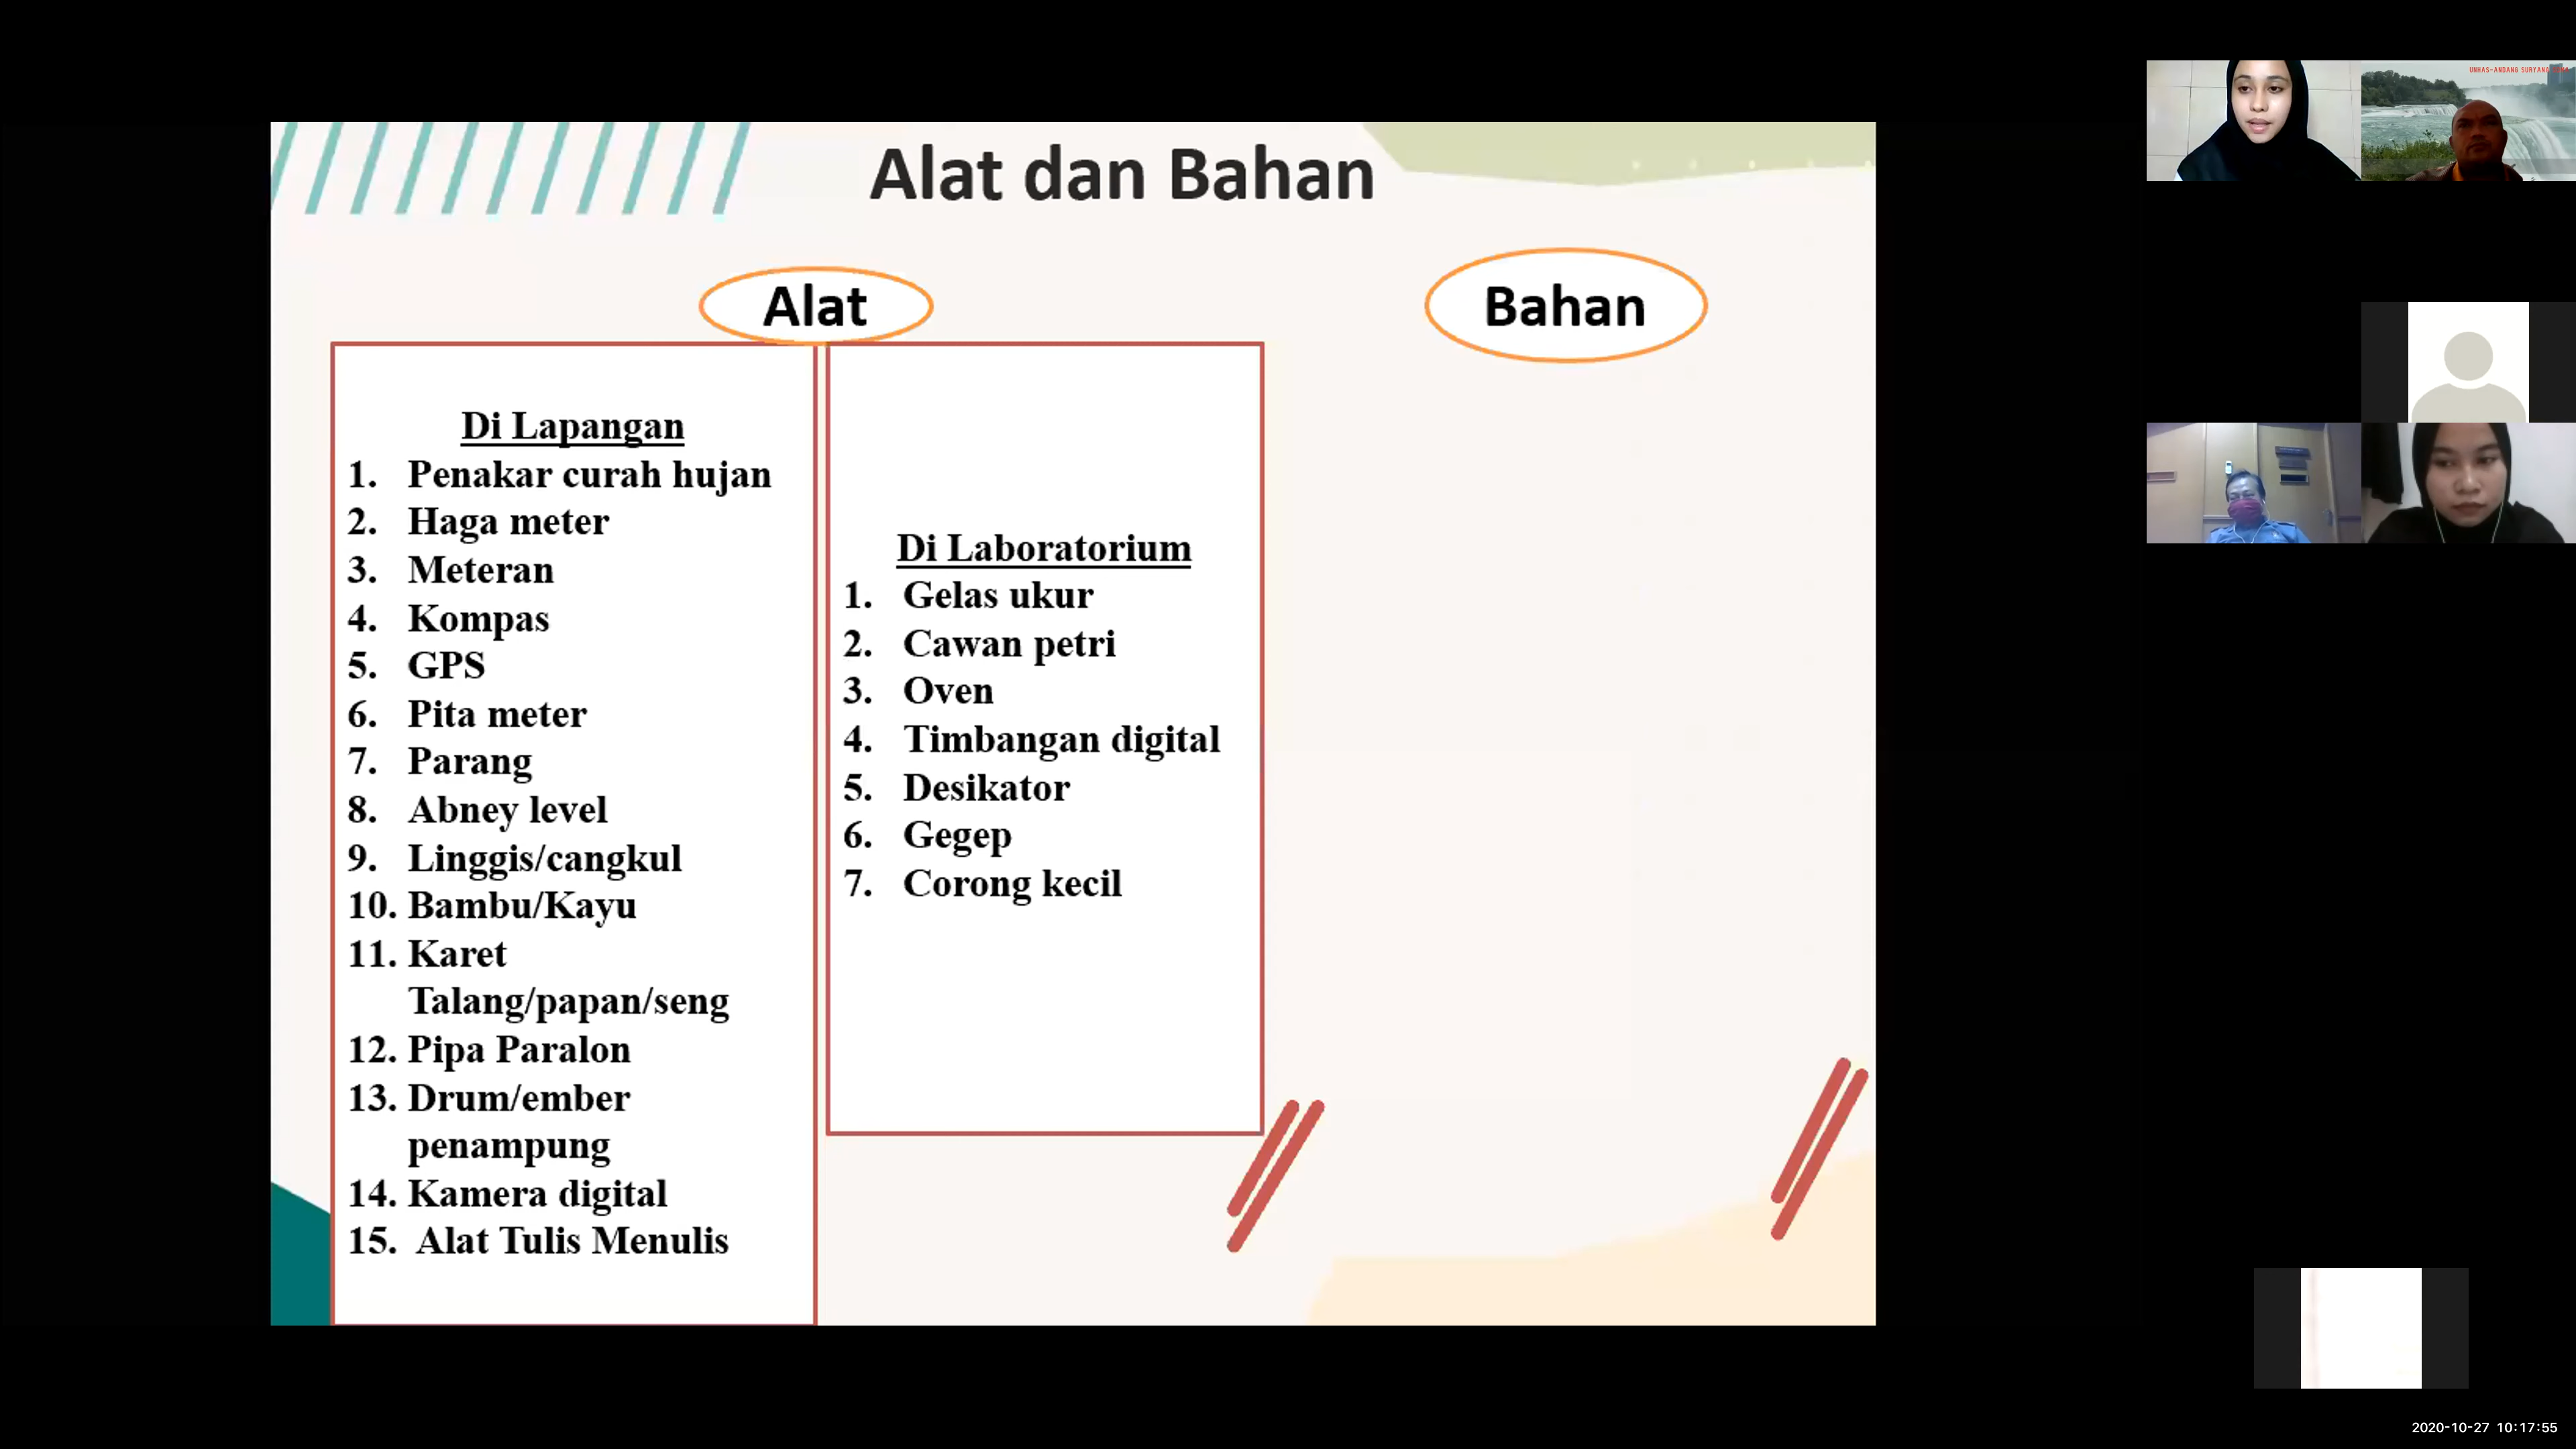 Alat dan Bahan
Alat
Bahan
Di Lapangan
1. Penakar curah hujan
2. Haga meter
3. Meteran
4. Kompas
5. GPS
6. Pita meter
7. Parang
8. Abney level
9. Linggis/cangkul
10. Bambu/Kayu
11. Karet
Talang/papan/seng
12. Pipa Paralon
13. Drum/ember
penampung
14. Kamera digital
15. Alat Tulis Menulis
Di Laboratorium
1. Gelas ukur
2. Cawan petri
3. Oven
4. Timbangan digital
5. Desikator
6. Gegep
7. Corong kecil
UNHAS-ANDANG SURYANA
2020-10-27 10:17:55